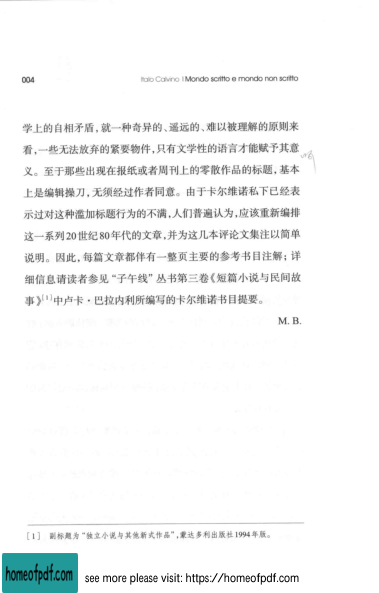 004
Italo Calvino | Mondo scritto e mondo non scritto
学上的自相矛盾，就一种奇异的、遥远的、难以被理解的原则来
看，一些无法放弃的紧要物件，只有文学性的语言才能赋予其意
义。至于那些出现在报纸或者周刊上的零散作品的标题，基本
上是编辑操刀，无须经过作者同意。由于卡尔维诺私下已经表
示过对这种滥加标题行为的不满，人们普遍认为，应该重新编排
这一系列20世纪80年代的文章，并为这几本评论文集注以简单
说明。因此，每篇文章都伴有一整页主要的参考书目注解；详
细信息请读者参见“子午线”丛书第三卷《短篇小说与民间故
事》[1]中卢卡·巴拉内利所编写的卡尔维诺书目提要。
M. B.
[1] 副标题为“独立小说与其他新式作品”，蒙达多利出版社1994年版。
homeofpdf.com
see more please visit: https://homeofpdf.com